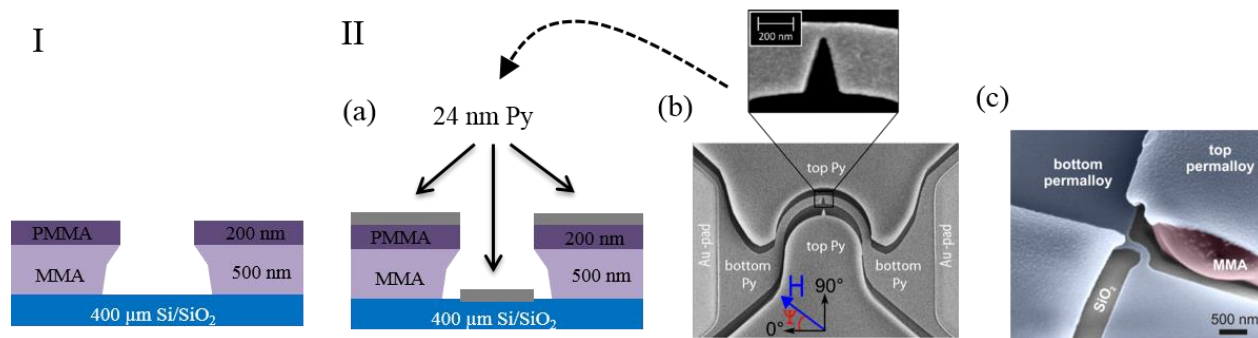 I
PMMA
200 nm
MMA
500 nm
400 µm Si/SiO₂
II
(a)
24 nm Py
PMMA
200 nm
MMA
500 nm
400 µm Si/SiO₂
200 nm
(b)
top Py
Au-pad
top Py
Au-pad
bottom
Py
bottom
Py
H
90°
Ψ
0°
(c)
bottom
permalloy
top
permalloy
MMA
SiO₂
500 nm